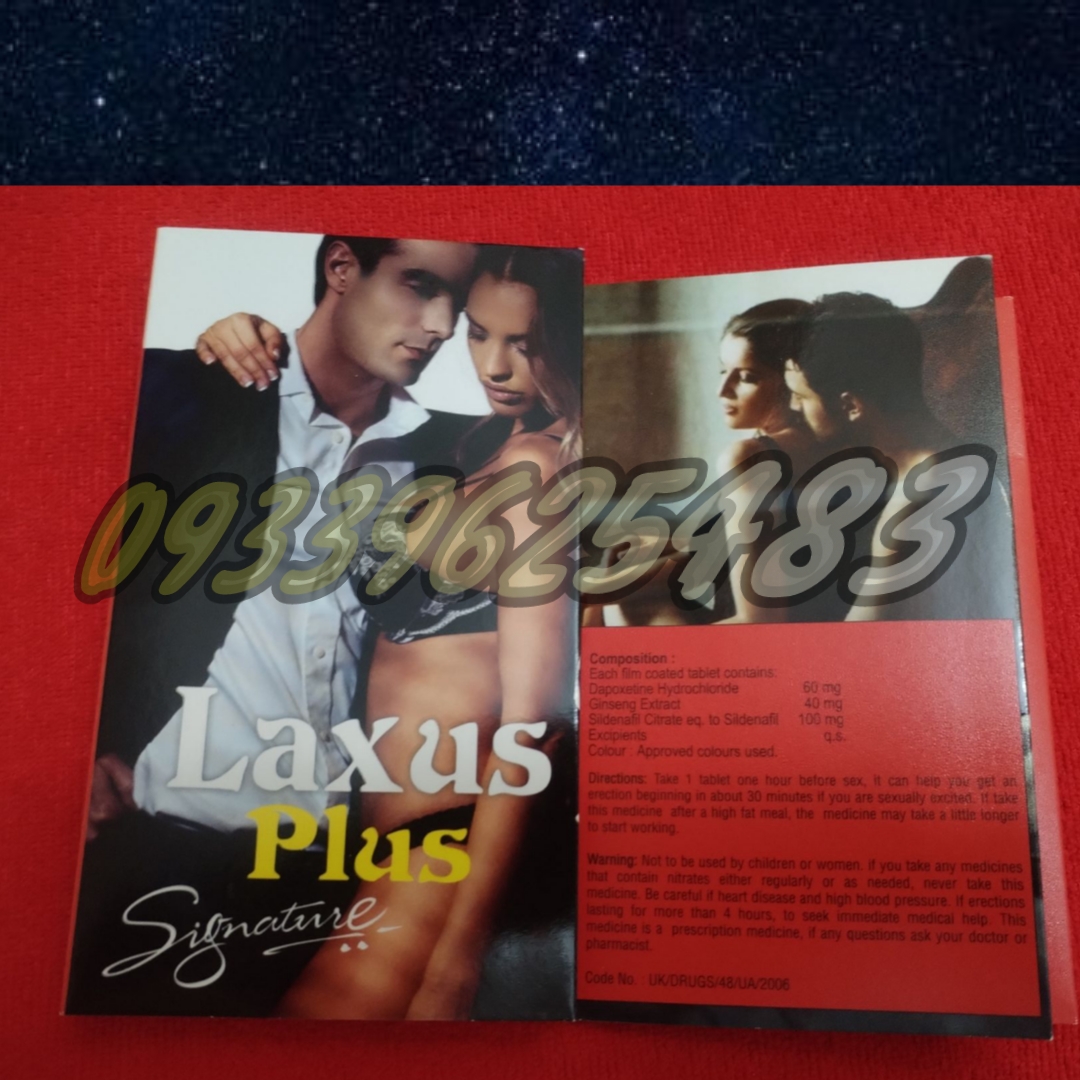 09339625483
Laxus
Plus
Signature
Composition :
Each film coated tablet contains:
Dapoxetine Hydrochloride 60 mg
Ginseng Extract 40 mg
Sildenafil Citrate eq. to Sildenafil 100 mg
Excipients q.s.
Colour : Approved colours used.
Directions: Take 1 tablet one hour before sex, it can help you get an
erection beginning in about 30 minutes if you are sexually excited. If take
this medicine after a high fat meal, the medicine may take a little longer
to start working.
Warning: Not to be used by children or women. if you take any medicines
that contain nitrates either regularly or as needed, never take this
medicine. Be careful if heart disease and high blood pressure. If erections
lasting for more than 4 hours, to seek immediate medical help. This
medicine is a prescription medicine, if any questions ask your doctor or
pharmacist.
Code No. : UK/DRUGS/48/UA/2006